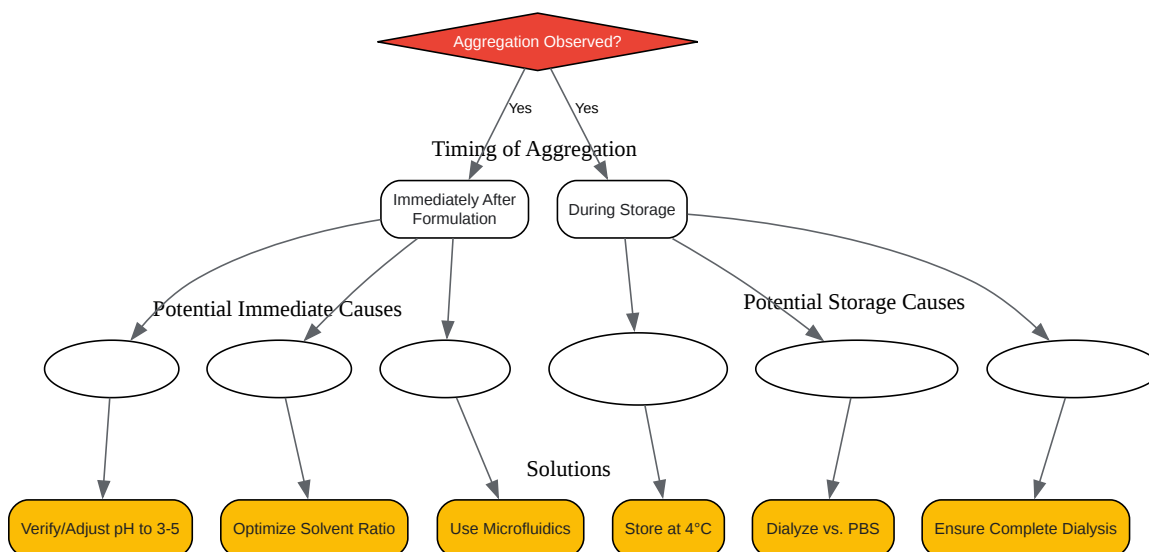 Aggregation Observed?
Yes
Yes
Timing of Aggregation
Immediately After
Formulation
During Storage
Potential Immediate Causes
Potential Storage Causes
Solutions
Verify/Adjust pH to 3-5
Optimize Solvent Ratio
Use Microfluidics
Store at 4°C
Dialyze vs. PBS
Ensure Complete Dialysis